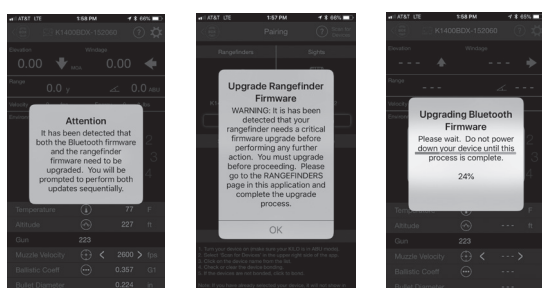 AT&T LTE 1:58 PM 66%
K1400BDX-152060
Elevation Windage
0.00 0.00
Range
0.0 y 0.0
Attention
It has been detected that
both the Bluetooth firmware
and the rangefinder
firmware need to be
upgraded. You will be
prompted to perform both
updates sequentially.
Temperature 77 F
Altitude 227 ft
Gun 223
Muzzle Velocity 2600 fps
Ballistic Coeff 0.357 G1
Bullet Diameter 0.224 in
AT&T LTE 1:57 PM 66%
Pairing
Rangefinders Sights
Upgrade Rangefinder
Firmware
WARNING: It is has been
detected that your
rangefinder needs a critical
firmware upgrade before
performing any further
action. You must upgrade
before proceeding. Please
go to the RANGEFINDERS
page in this application and
complete the upgrade
process.
OK
AT&T LTE 1:58 PM 65%
K1400BDX-152060
Elevation Windage
- - - - - -
Range
- - - - - -
Upgrading Bluetooth
Firmware
Please wait. Do not power
down your device until this
process is complete.
24%
Temperature - - - F
Altitude - - - ft
Gun 223
Muzzle Velocity - - -
Ballistic Coeff - - -
Bullet Diameter - - -